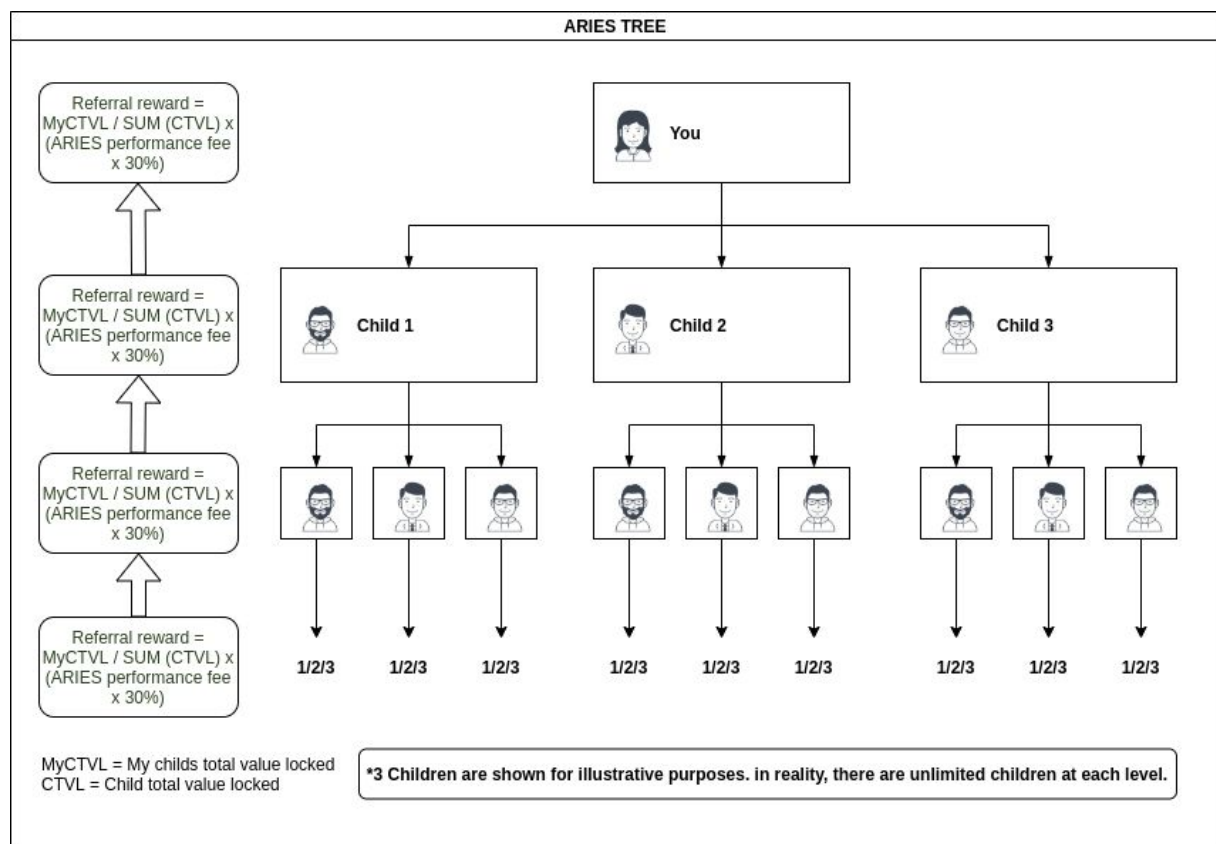 ARIES TREE
Referral reward =
MyCTVL / SUM (CTVL) x
(ARIES performance fee
x 30%)
You
Referral reward =
MyCTVL / SUM (CTVL) x
(ARIES performance fee
x 30%)
Child 1
Child 2
Child 3
Referral reward =
MyCTVL / SUM (CTVL) x
(ARIES performance fee
x 30%)
Referral reward =
MyCTVL / SUM (CTVL) x
(ARIES performance fee
x 30%)
1/2/3
1/2/3
1/2/3
1/2/3
1/2/3
1/2/3
1/2/3
1/2/3
1/2/3
MyCTVL = My childs total value locked
CTVL = Child total value locked
*3 Children are shown for illustrative purposes. in reality, there are unlimited children at each level.